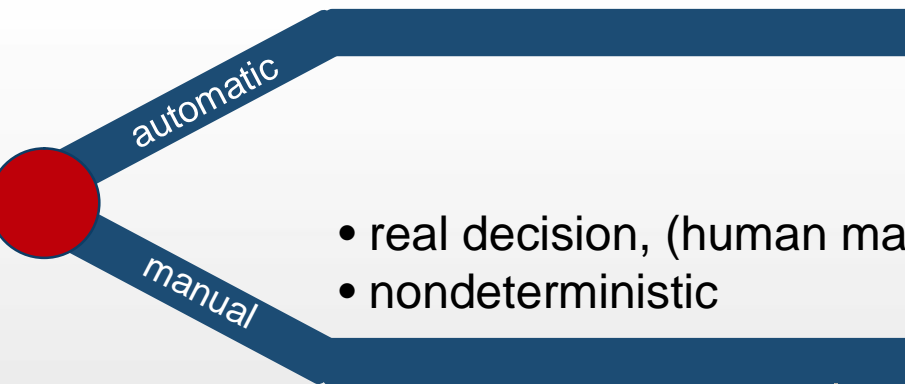 automatic
• real decision, (human ma
• nondeterministic
manual